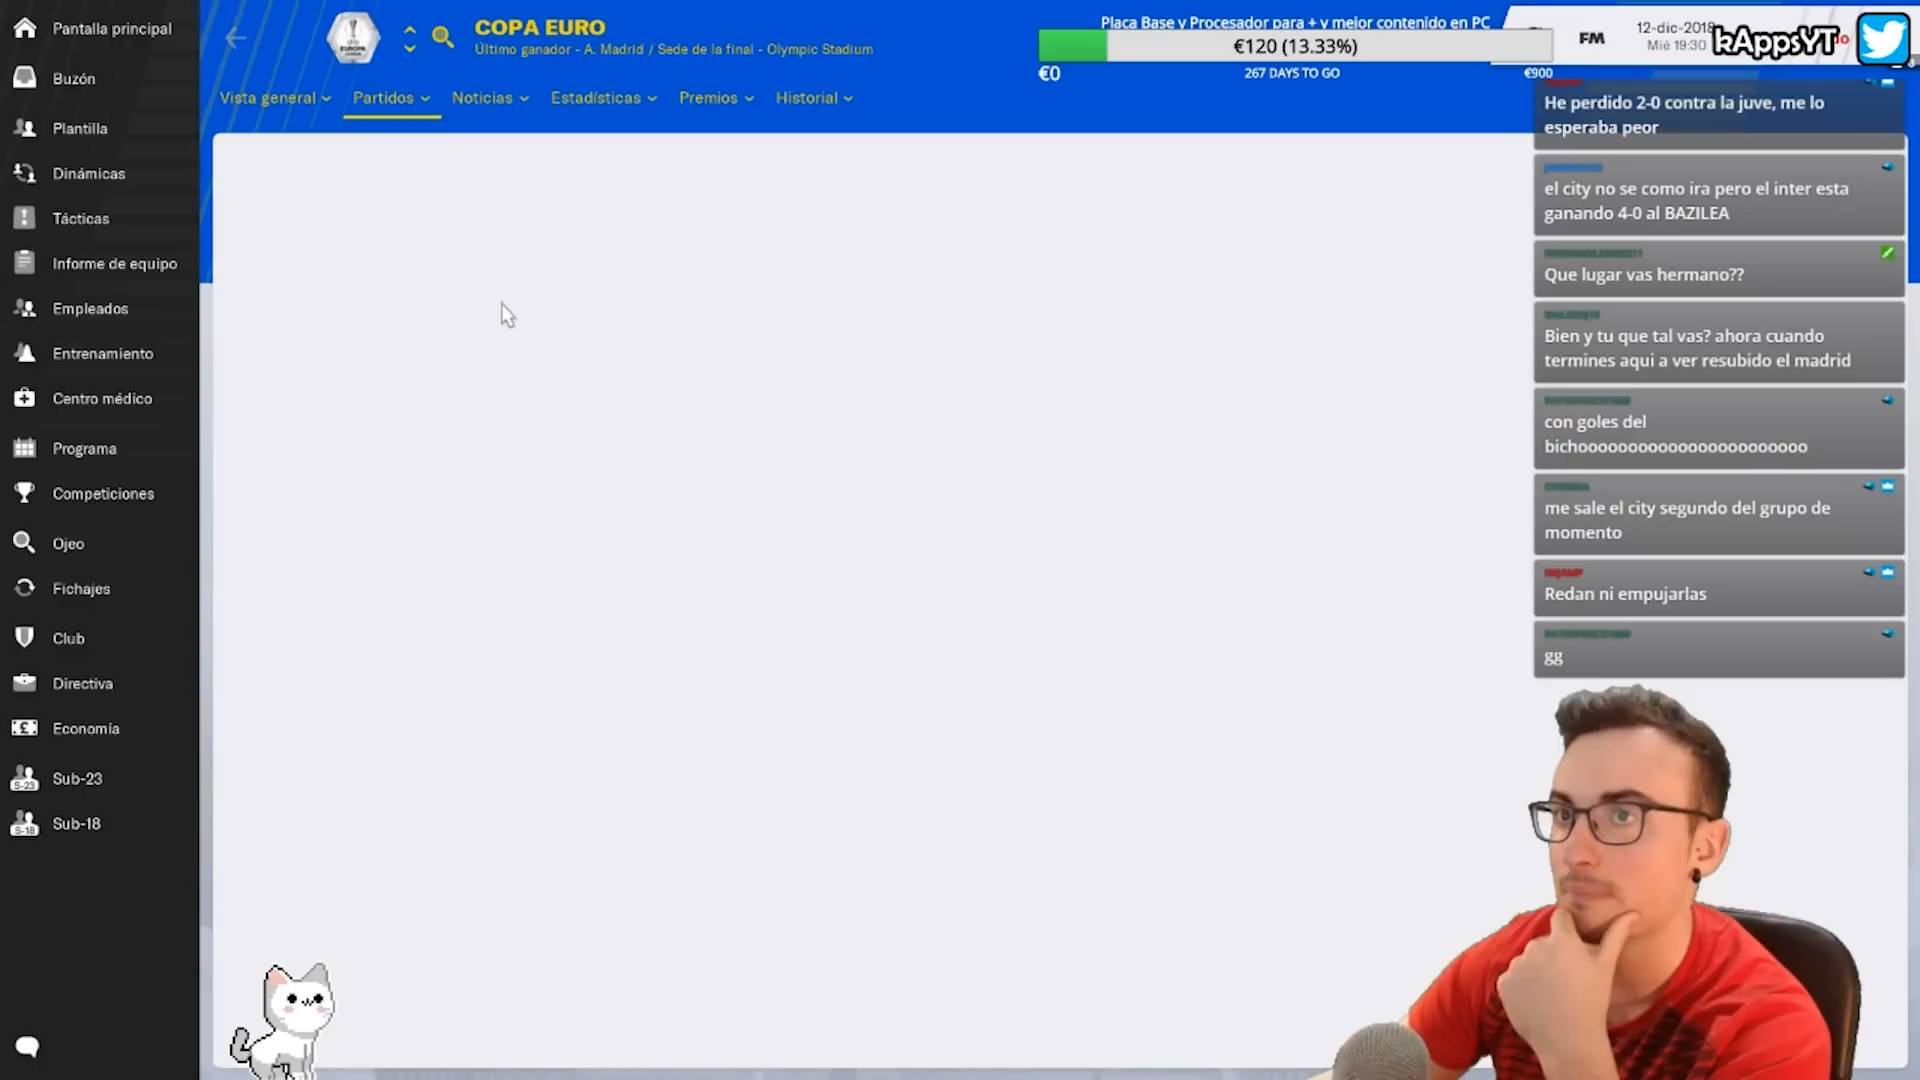 Pantalla principal
Buzón
Plantilla
Dinámicas
Tácticas
Informe de equipo
Empleados
Entrenamiento
Centro médico
Programa
Competiciones
Ojeo
Fichajes
Club
Directiva
Economía
Sub-23
Sub-18
COPA EURO
Último ganador - A. Madrid / Sede de la final - Olympic Stadium
Vista general
Partidos
Noticias
Estadísticas
Premios
Historial
Placa Base y Procesador para + y mejor contenido en PC
€120 (13.33%)
€0
267 DAYS TO GO
€900
FM
12-dic-2018
Mié 19:30
kAppsYT
He perdido 2-0 contra la juve, me lo
esperaba peor
el city no se como ira pero el inter esta
ganando 4-0 al BAZILEA
Que lugar vas hermano??
Bien y tu que tal vas? ahora cuando
termines aqui a ver resubido el madrid
con goles del
bichooooooooooooooooooooooo
me sale el city segundo del grupo de
momento
Redan ni empujarlas
gg